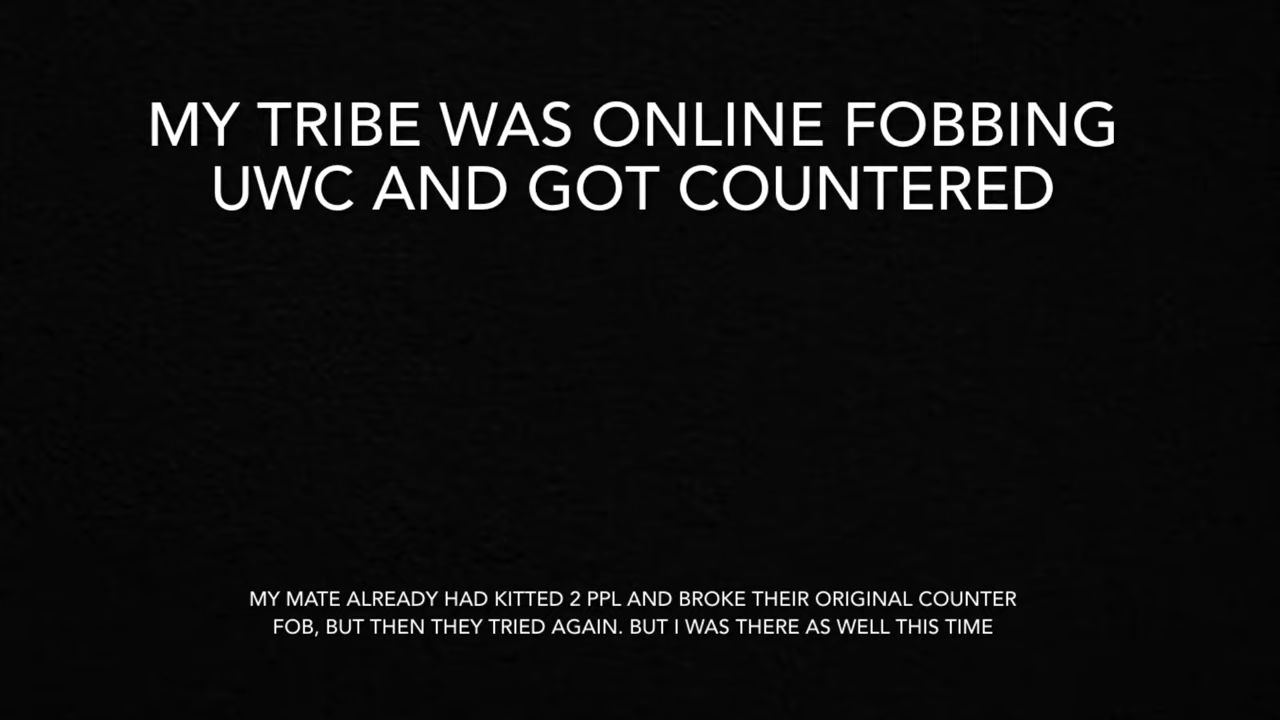 MY TRIBE WAS ONLINE FOBBING
UWC AND GOT COUNTERED
MY MATE ALREADY HAD KITTED 2 PPL AND BROKE THEIR ORIGINAL COUNTER
FOB, BUT THEN THEY TRIED AGAIN. BUT I WAS THERE AS WELL THIS TIME